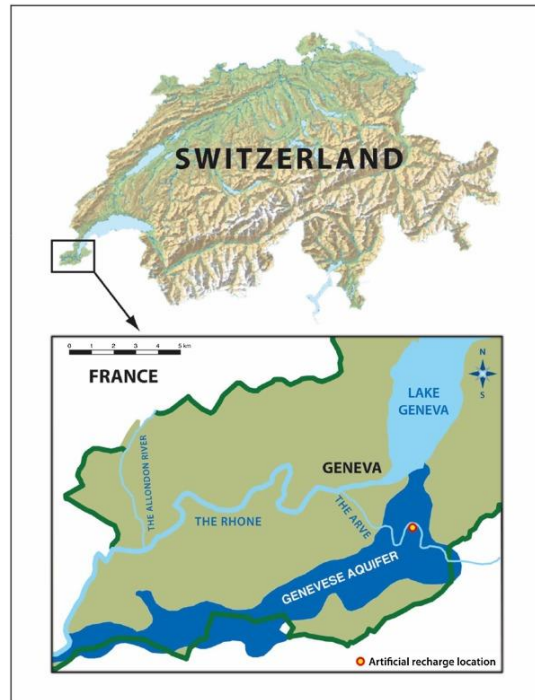 SWITZERLAND
0 1 2 3 4 5 km
FRANCE
N
S
LAKE
GENEVA
GENEVA
THE ALLONDON RIVER
THE RHONE
THE ARVE
GENEVESE AQUIFER
Artificial recharge location